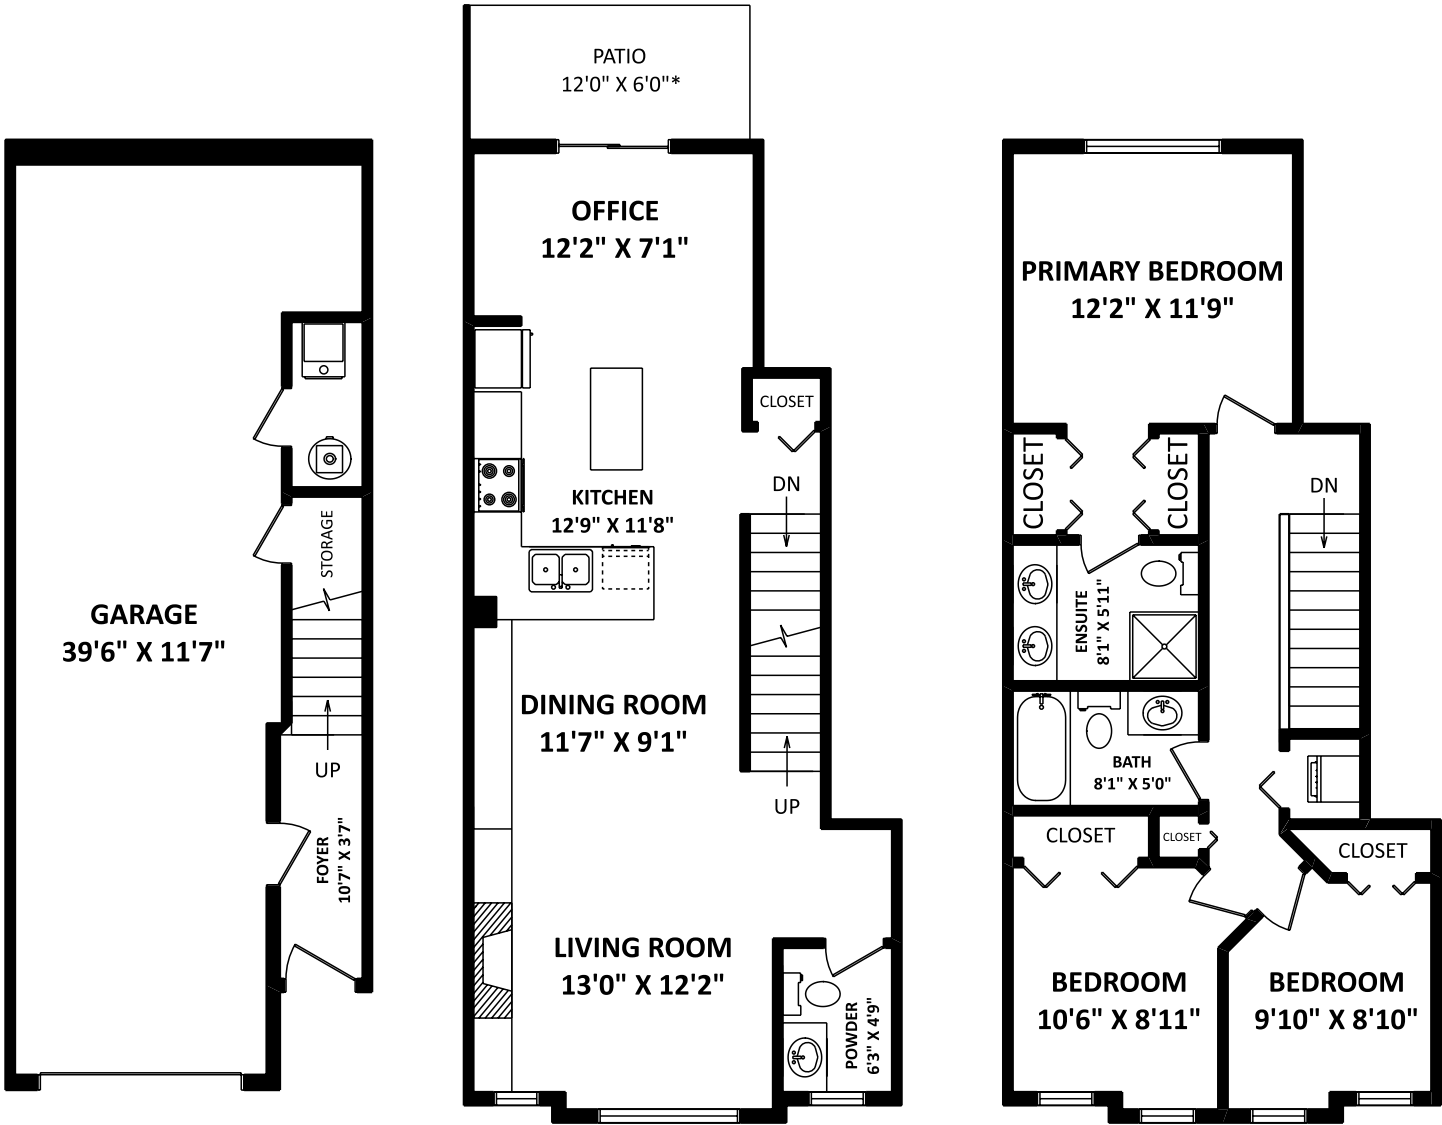 STORAGE
GARAGE
39'6" X 11'7"
UP
FOYER
10'7" X 3'7"
PATIO
12'0" X 6'0"*
OFFICE
12'2" X 7'1"
CLOSET
DN
KITCHEN
12'9" X 11'8"
DINING ROOM
11'7" X 9'1"
UP
LIVING ROOM
13'0" X 12'2"
POWDER
6'3" X 4'9"
PRIMARY BEDROOM
12'2" X 11'9"
CLOSET
CLOSET
DN
ENSUITE
8'1" X 5'11"
BATH
8'1" X 5'0"
CLOSET
CLOSET
CLOSET
BEDROOM
10'6" X 8'11"
BEDROOM
9'10" X 8'10"